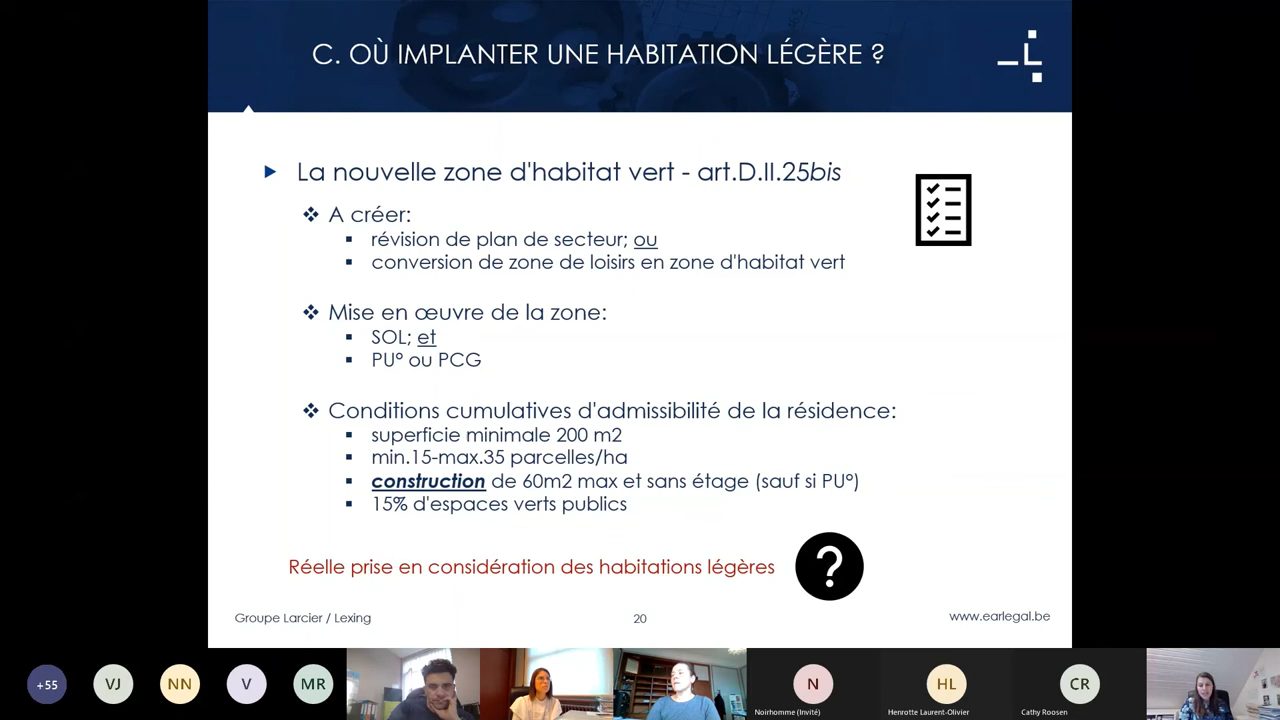 C. OÙ IMPLANTER UNE HABITATION LÉGÈRE ?
La nouvelle zone d'habitat vert - art.D.II.25bis
A créer:
révision de plan de secteur; ou
conversion de zone de loisirs en zone d'habitat vert
Mise en œuvre de la zone:
SOL; et
PU° ou PCG
Conditions cumulatives d'admissibilité de la résidence:
superficie minimale 200 m2
min.15-max.35 parcelles/ha
construction de 60m2 max et sans étage (sauf si PU°)
15% d'espaces verts publics
Réelle prise en considération des habitations légères
?
Groupe Larcier / Lexing
20
www.earlegal.be
+55
VJ
NN
V
MR
N
HL
CR
Noirhomme (Invité)
Henrotte Laurent-Olivier
Cathy Roosen